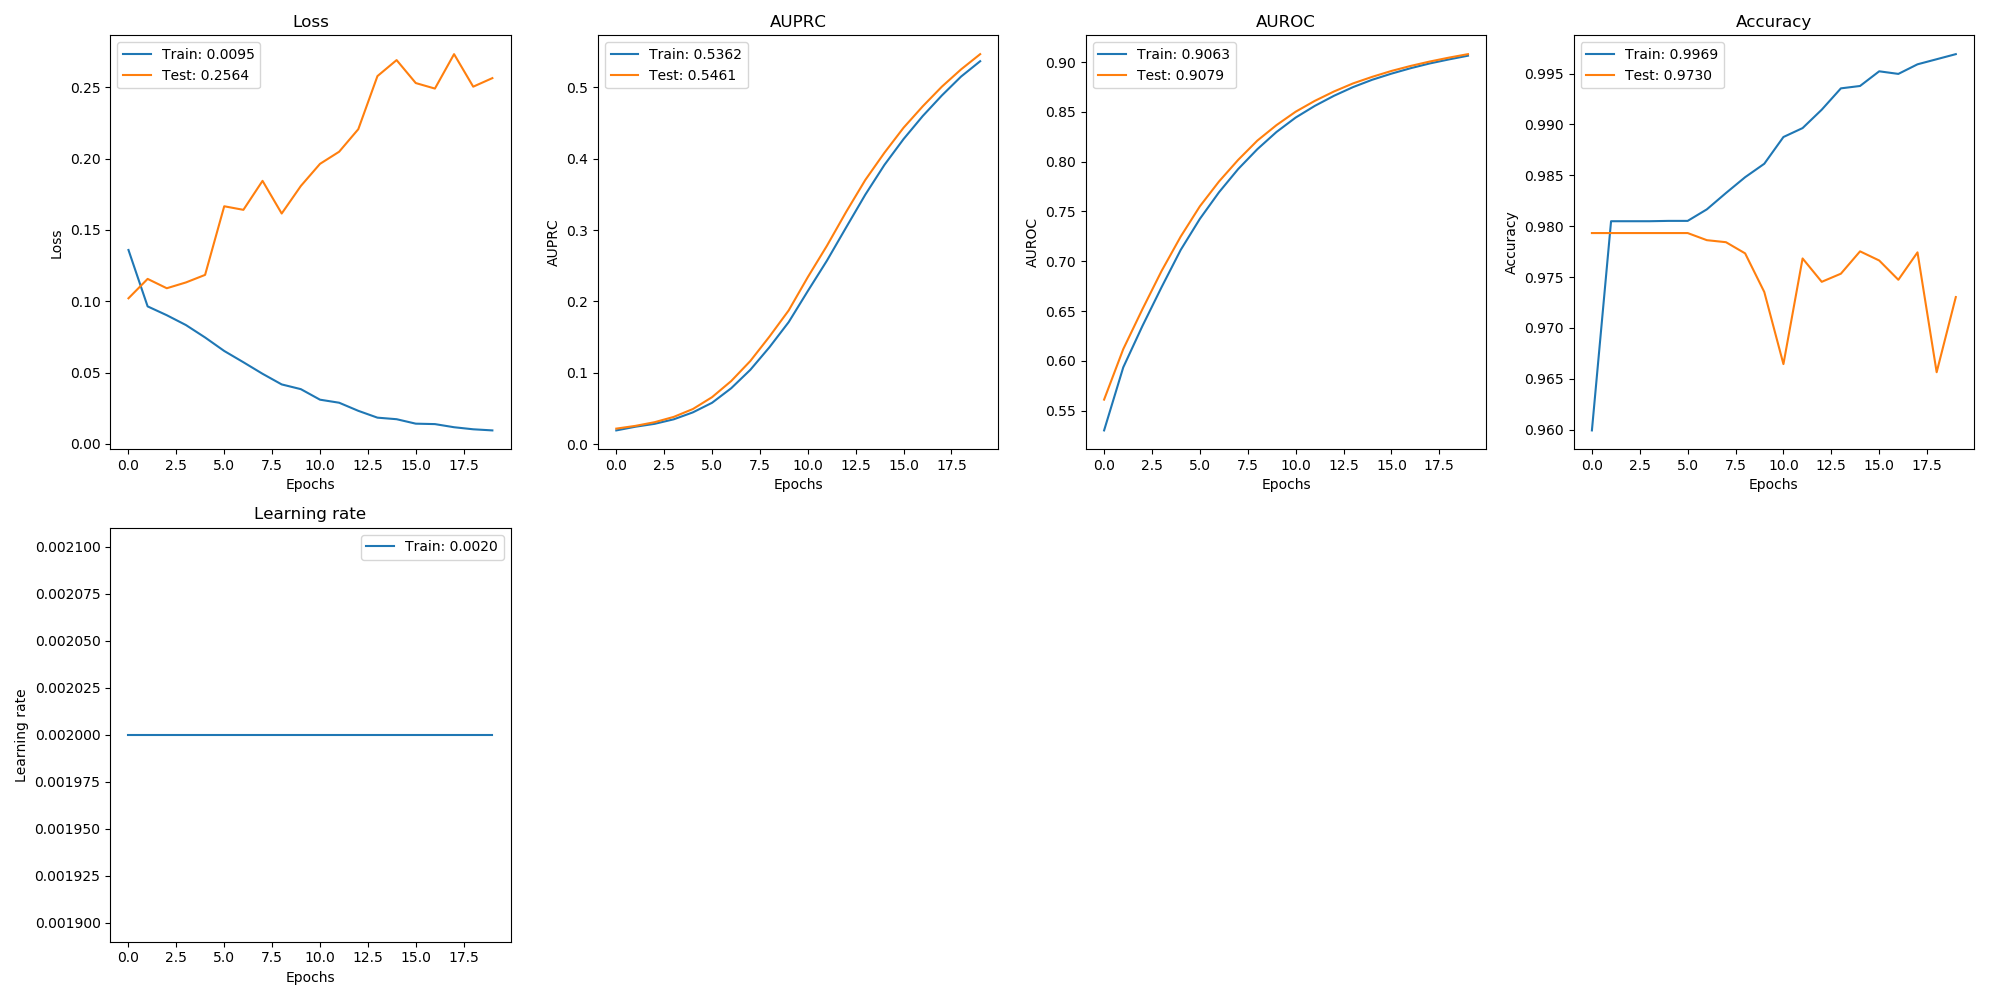 Loss
Train: 0.0095
Test: 0.2564
0.25
0.20
0.15
0.10
0.05
0.00
Loss
0.0 2.5 5.0 7.5 10.0 12.5 15.0 17.5
Epochs
AUPRC
Train: 0.5362
Test: 0.5461
0.5
0.4
0.3
0.2
0.1
0.0
AUPRC
0.0 2.5 5.0 7.5 10.0 12.5 15.0 17.5
Epochs
AUROC
Train: 0.9063
Test: 0.9079
0.90
0.85
0.80
0.75
0.70
0.65
0.60
0.55
AUROC
0.0 2.5 5.0 7.5 10.0 12.5 15.0 17.5
Epochs
Accuracy
Train: 0.9969
Test: 0.9730
0.995
0.990
0.985
0.980
0.975
0.970
0.965
0.960
Accuracy
0.0 2.5 5.0 7.5 10.0 12.5 15.0 17.5
Epochs
Learning rate
Train: 0.0020
0.002100
0.002075
0.002050
0.002025
0.002000
0.001975
0.001950
0.001925
0.001900
Learning rate
0.0 2.5 5.0 7.5 10.0 12.5 15.0 17.5
Epochs